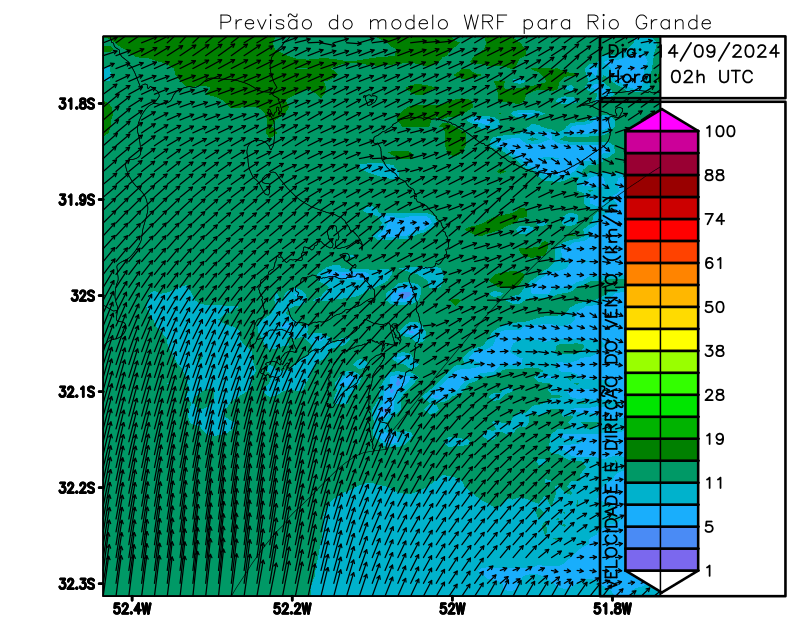 Previsão do modelo WRF para Rio Grande
Dia: 14/09/2024
Hora: 02h UTC
31.8S
31.9S
32S
32.1S
32.2S
32.3S
52.4W
52.2W
52W
51.8W
VELOCIDADE E DIREÇÃO DO VENTO (km/h)
100
88
74
61
50
38
28
19
11
5
1